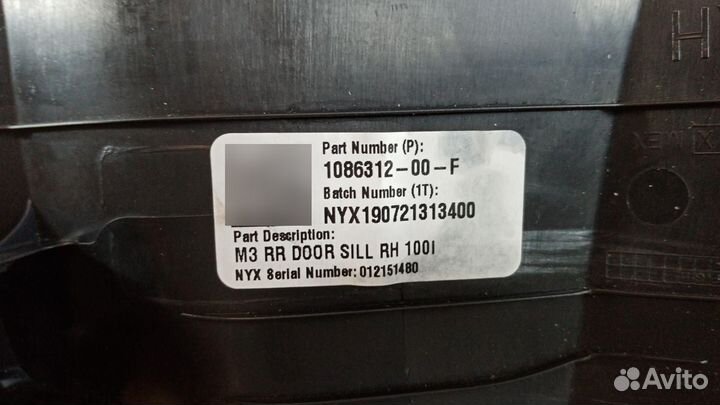 H
Part Number (P):
1086312-00-F
Batch Number (1T):
NYX190721313400
Part Description:
M3 RR DOOR SILL RH 100I
NYX Serial Number: 012151480
Avito